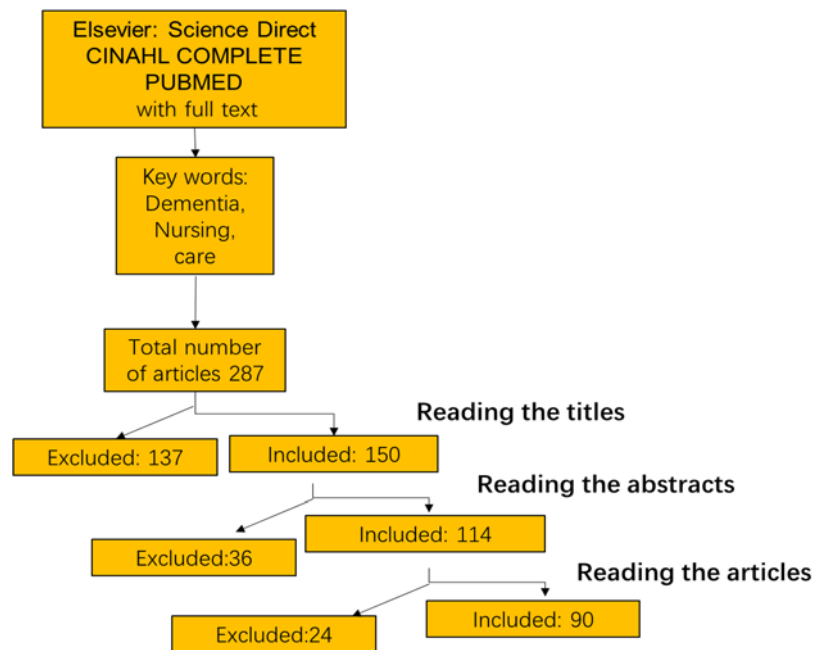 Elsevier: Science Direct
CINAHL COMPLETE
PUBMED
with full text
Key words:
Dementia,
Nursing,
care
Total number
of articles 287
Reading the titles
Excluded: 137
Included: 150
Reading the abstracts
Included: 114
Excluded:36
Reading the articles
Included: 90
Excluded:24